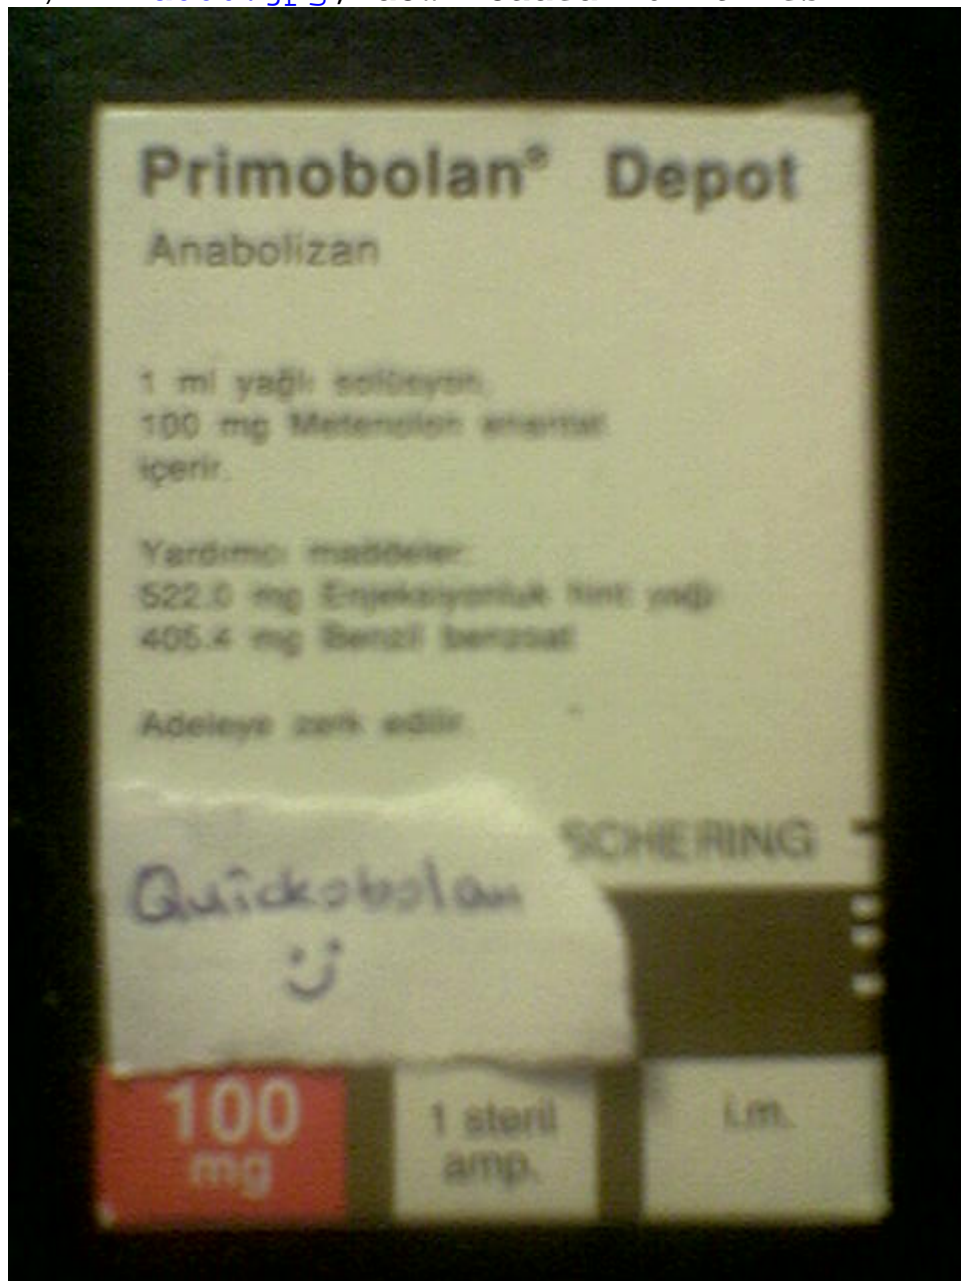 Primobolan® Depot
Anabolizan
1 ml yağlı solüsyon,
100 mg Metenolon enantat
içerir.
Yardımcı maddeler:
522.0 mg Enjeksiyonluk hint yağı
405.4 mg Benzil benzoat
Adeleye zerk edilir.
SCHERING
Quickobolan
100
mg
1 steril
amp.
i.m.